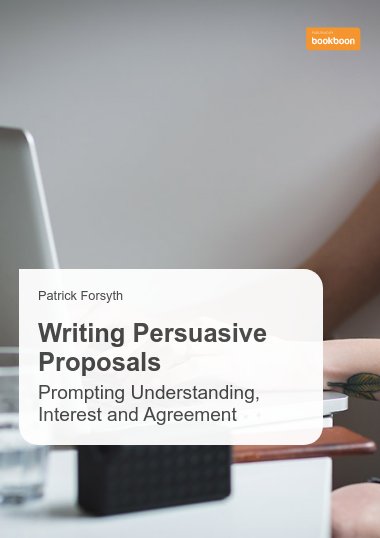 bookboon
Patrick Forsyth
Writing Persuasive
Proposals
Prompting Understanding,
Interest and Agreement